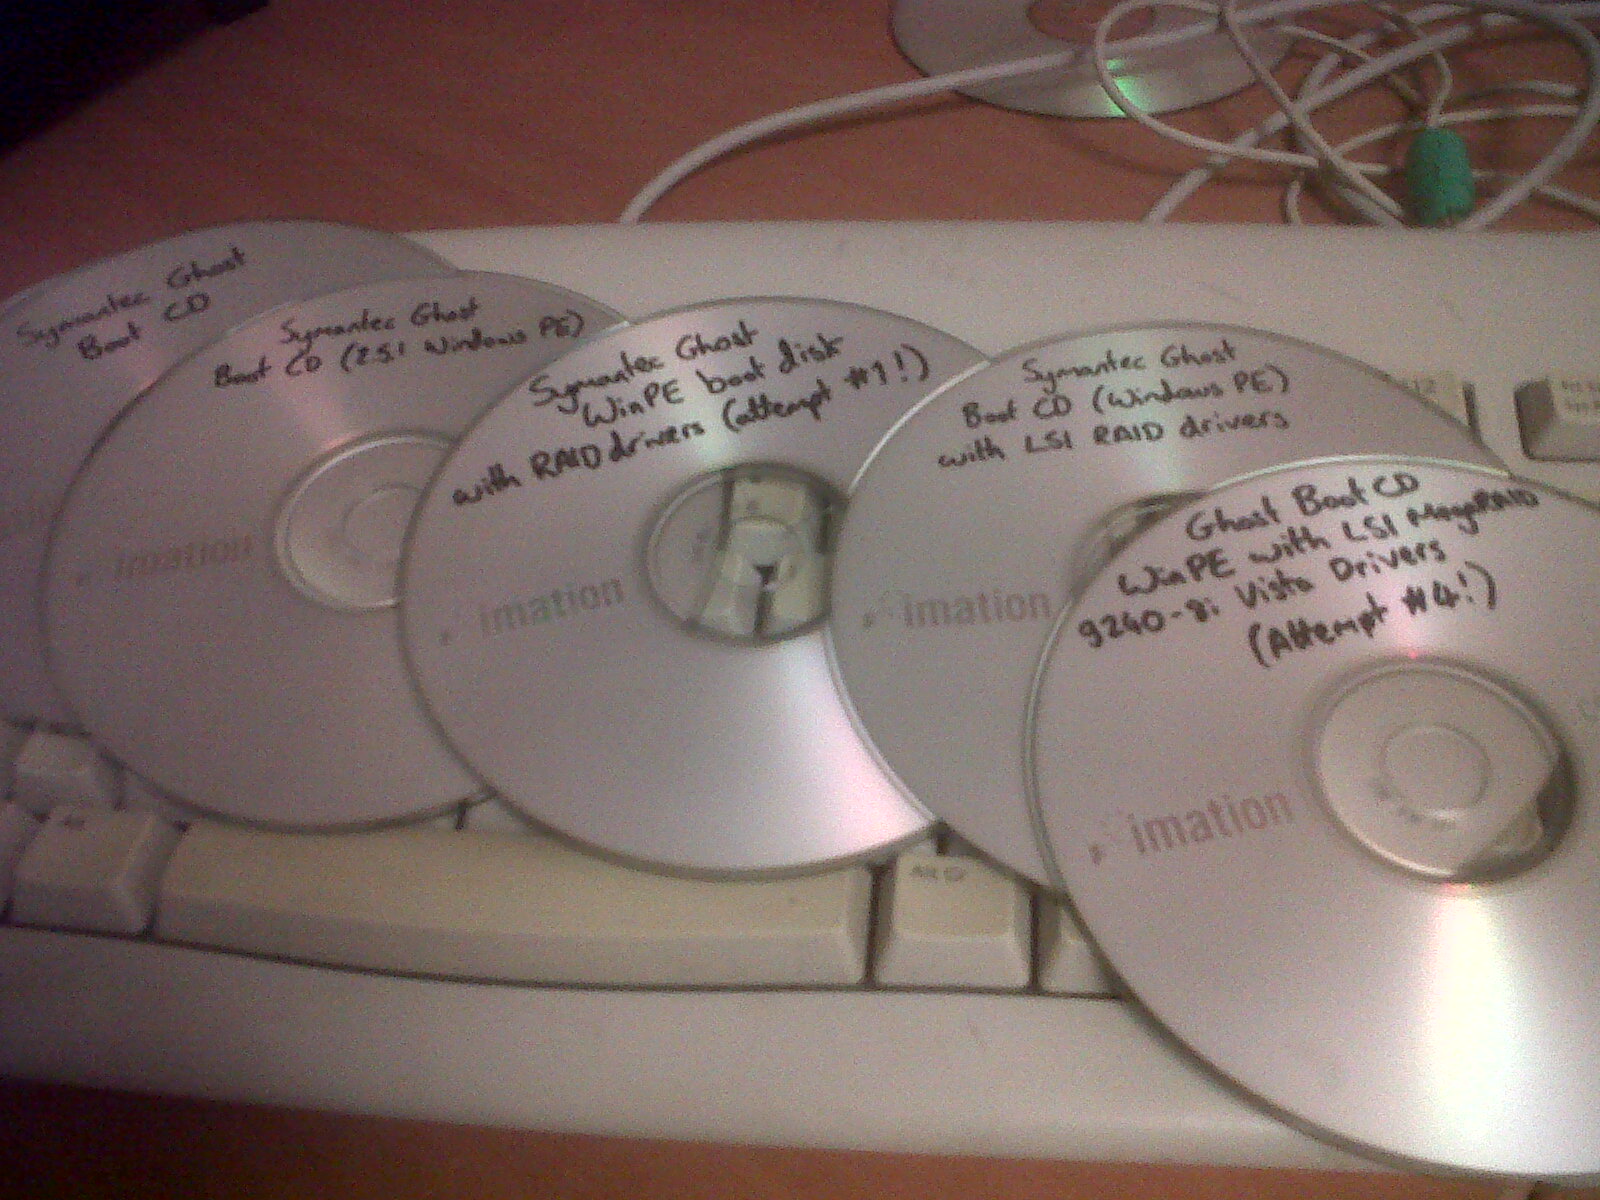 Symantec Ghost
Boot CD
Symantec Ghost
Boot CD (2.5.1 Windows PE)
imation
Symantec Ghost
WinPE boot disk
with RAID drivers (attempt #1!)
imation
Symantec Ghost
Boot CD (Windows PE)
with LSI RAID drivers
imation
Ghost Boot CD
WinPE with LSI MegaRAID
9240-8i Vista Drivers
(Attempt #4!)
imation
Alt Gr